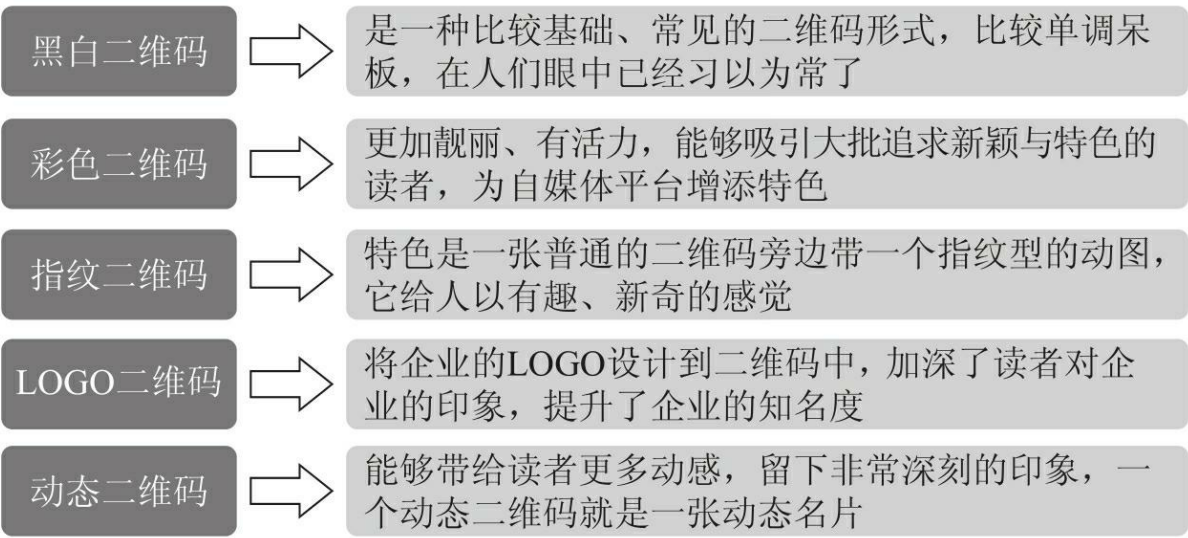 黑白二维码
是一种比较基础、常见的二维码形式，比较单调呆
板，在人们眼中已经习以为常了
彩色二维码
更加靓丽、有活力，能够吸引大批追求新颖与特色的
读者，为自媒体平台增添特色
指纹二维码
特色是一张普通的二维码旁边带一个指纹型的动图，
它给人以有趣、新奇的感觉
LOGO二维码
将企业的LOGO设计到二维码中，加深了读者对企
业的印象，提升了企业的知名度
动态二维码
能够带给读者更多动感，留下非常深刻的印象，一
个动态二维码就是一张动态名片